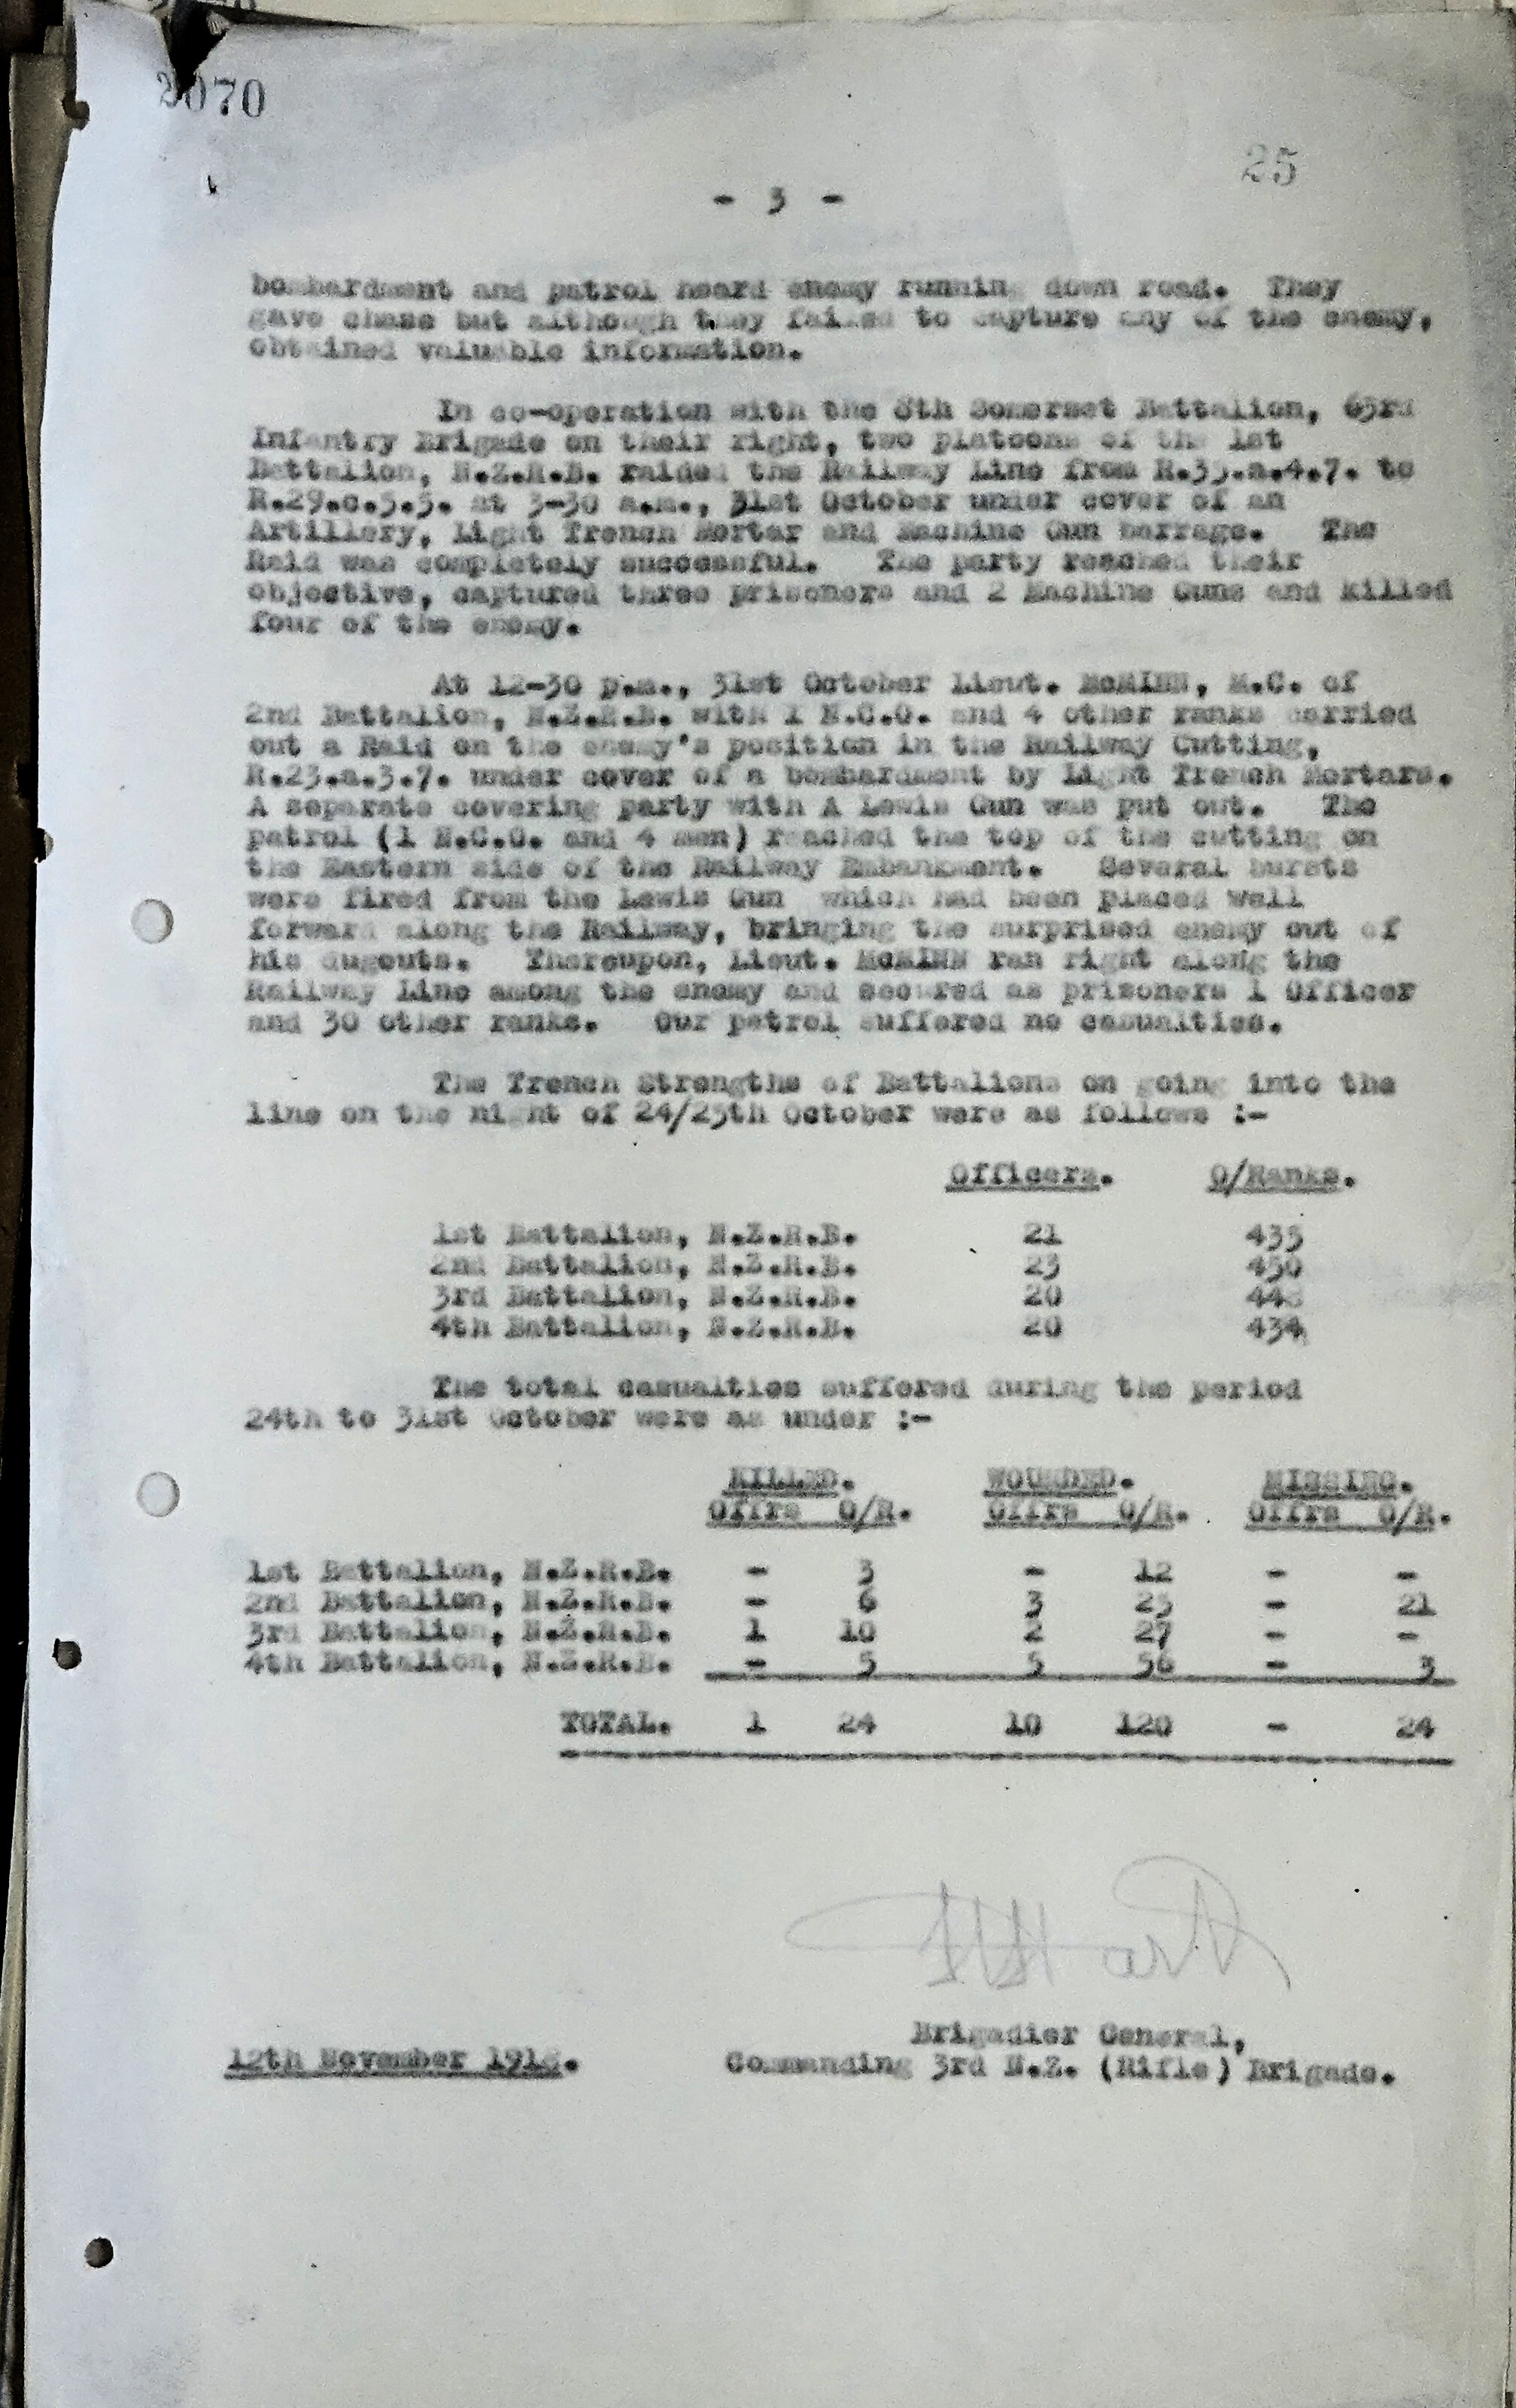 2070
25
- 3 -
bombardment and patrol heard enemy running down road. They
gave chase but although they failed to capture any of the enemy,
obtained valuable information.
In co-operation with the 8th Somerset Battalion, 63rd
Infantry Brigade on their right, two platoons of the 1st
Battalion, N.Z.R.B. raided the Railway Line from R.35.a.4.7. to
R.29.c.5.5. at 3-30 a.m., 31st October under cover of an
Artillery, Light Trench Mortar and Machine Gun barrage. The
Raid was completely successful. The party reached their
objective, captured three prisoners and 2 Machine Guns and killed
four of the enemy.
At 12-30 p.m., 31st October Lieut. McMINN, M.C. of
2nd Battalion, N.Z.R.B. with 1 N.C.O. and 4 other ranks carried
out a Raid on the enemy's position in the Railway Cutting,
R.23.a.3.7. under cover of a bombardment by Light Trench Mortars.
A separate covering party with A Lewis Gun was put out. The
patrol (1 N.C.O. and 4 men) reached the top of the cutting on
the Eastern side of the Railway Embankment. Several bursts
were fired from the Lewis Gun which had been placed well
forward along the Railway, bringing the surprised enemy out of
his dugouts. Thereupon, Lieut. McMINN ran right along the
Railway Line among the enemy and secured as prisoners 1 Officer
and 30 other ranks. Our patrol suffered no casualties.
The Trench Strengths of Battalions on going into the
line on the night of 24/25th October were as follows :-
Officers. O/Ranks.
1st Battalion, N.Z.R.B. 21 435
2nd Battalion, N.Z.R.B. 23 450
3rd Battalion, N.Z.R.B. 20 448
4th Battalion, N.Z.R.B. 20 434
The total casualties suffered during the period
24th to 31st October were as under :-
KILLED. WOUNDED. MISSING.
Offrs O/R. Offrs O/R. Offrs O/R.
1st Battalion, N.Z.R.B. - 3 - 12 - -
2nd Battalion, N.Z.R.B. - 6 3 25 - 21
3rd Battalion, N.Z.R.B. 1 10 2 27 - -
4th Battalion, N.Z.R.B. - 5 5 56 - 3
TOTAL. 1 24 10 120 - 24
Hart
Brigadier General,
12th November 1918. Commanding 3rd N.Z. (Rifle) Brigade.